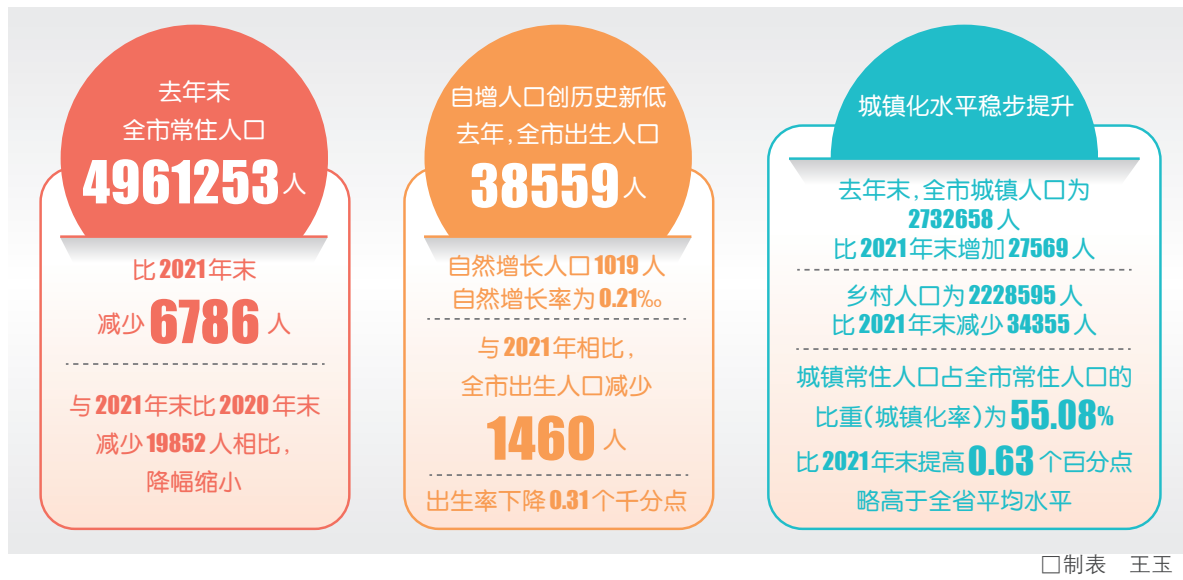 去年末
全市常住人口
4961253人
比2021年末
减少6786人
与2021年末比2020年末
减少19852人相比,
降幅缩小
自增人口创历史新低
去年,全市出生人口
38559人
自然增长人口1019人
自然增长率为0.21‰
与2021年相比,
全市出生人口减少
1460人
出生率下降0.31个千分点
城镇化水平稳步提升
去年末,全市城镇人口为
2732658人
比2021年末增加27569人
乡村人口为2228595人
比2021年末减少34355人
城镇常住人口占全市常住人口的
比重(城镇化率)为55.08%
比2021年末提高0.63个百分点
略高于全省平均水平
□制表 王玉